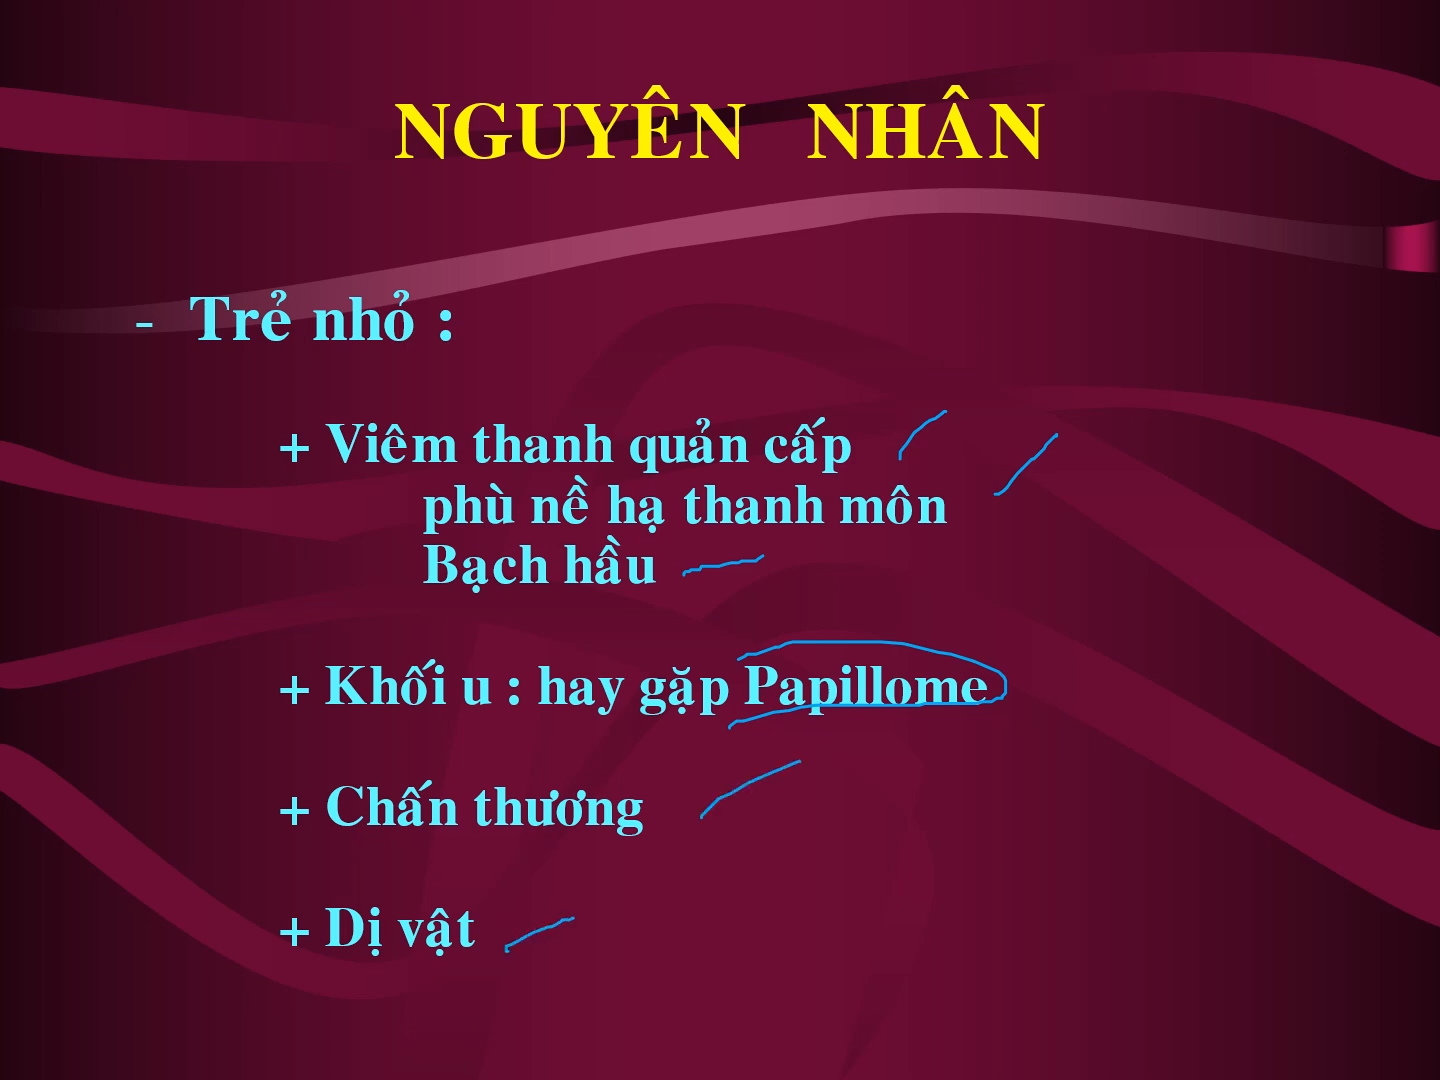 NGUYÊN NHÂN
- Trẻ nhỏ :
+ Viêm thanh quản cấp
phù nề hạ thanh môn
Bạch hầu
+ Khối u : hay gặp Papillome
+ Chấn thương
+ Dị vật